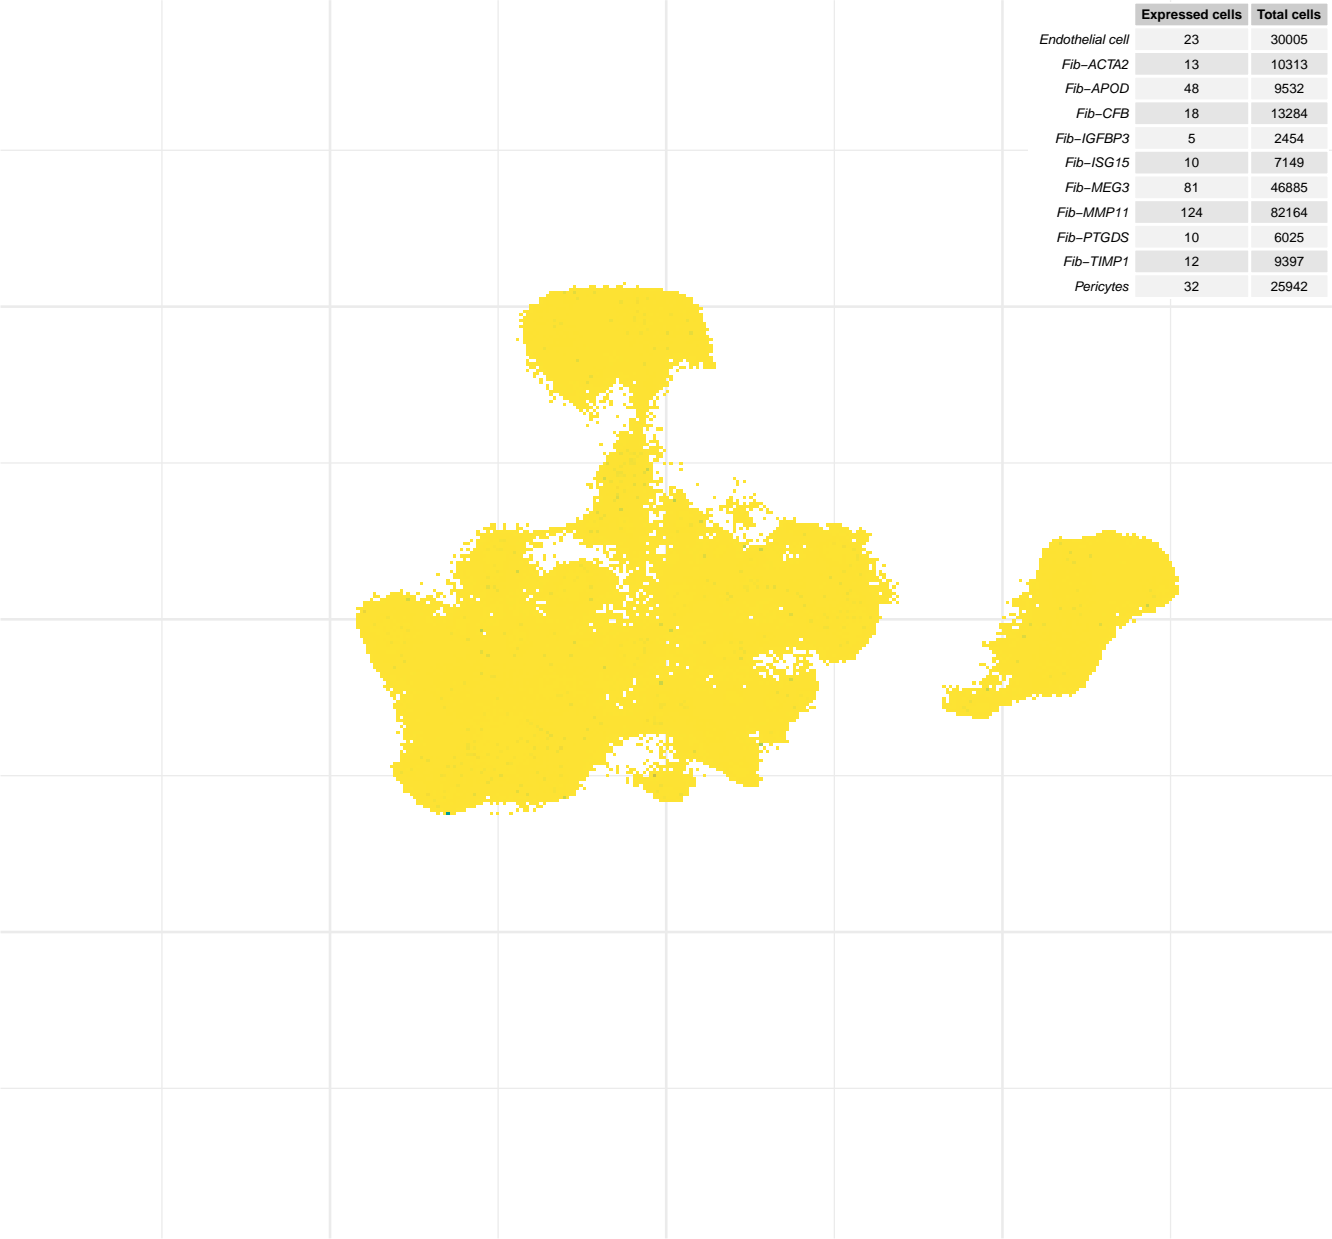 Expressed cells Total cells
Endothelial cell 23 30005
Fib−ACTA2 13 10313
Fib−APOD 48 9532
Fib−CFB 18 13284
Fib−IGFBP3 5 2454
Fib−ISG15 10 7149
Fib−MEG3 81 46885
Fib−MMP11 124 82164
Fib−PTGDS 10 6025
Fib−TIMP1 12 9397
Pericytes 32 25942